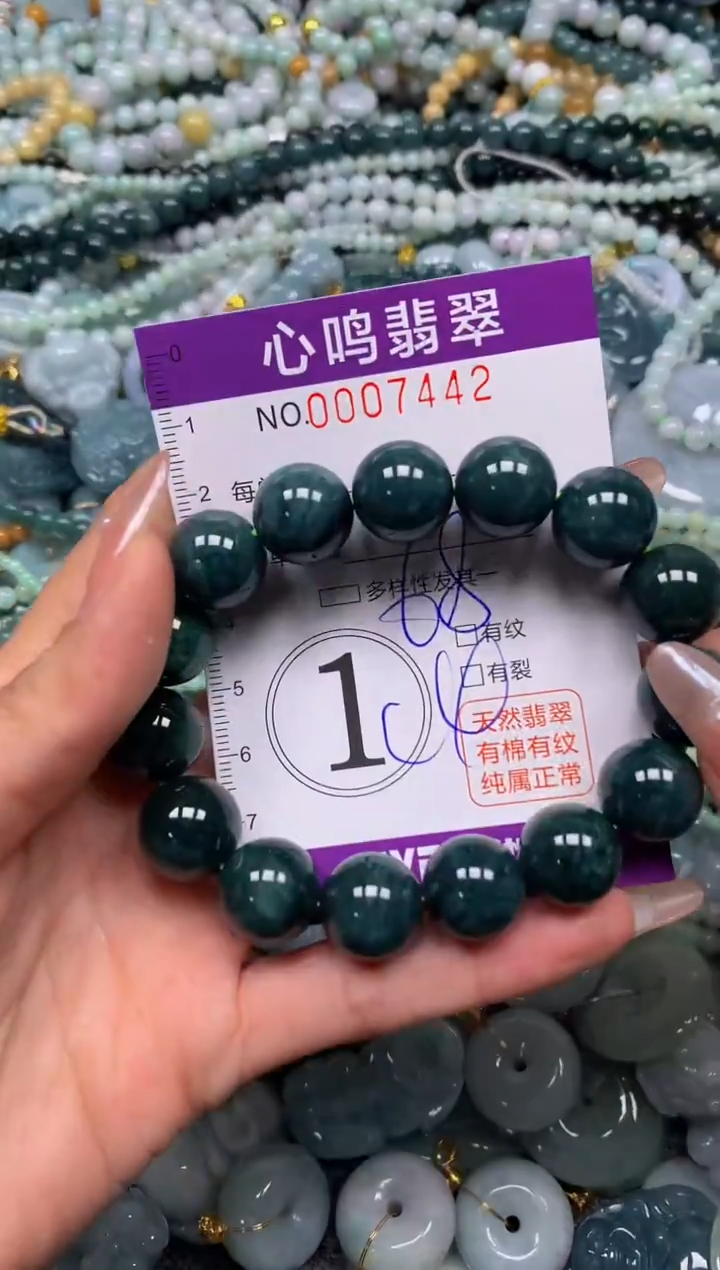 心鸣翡翠
NO.0007442
每
多样性发其一
68
有纹
有裂
1
天然翡翠
有棉有纹
纯属正常
0
1
2
5
6
7